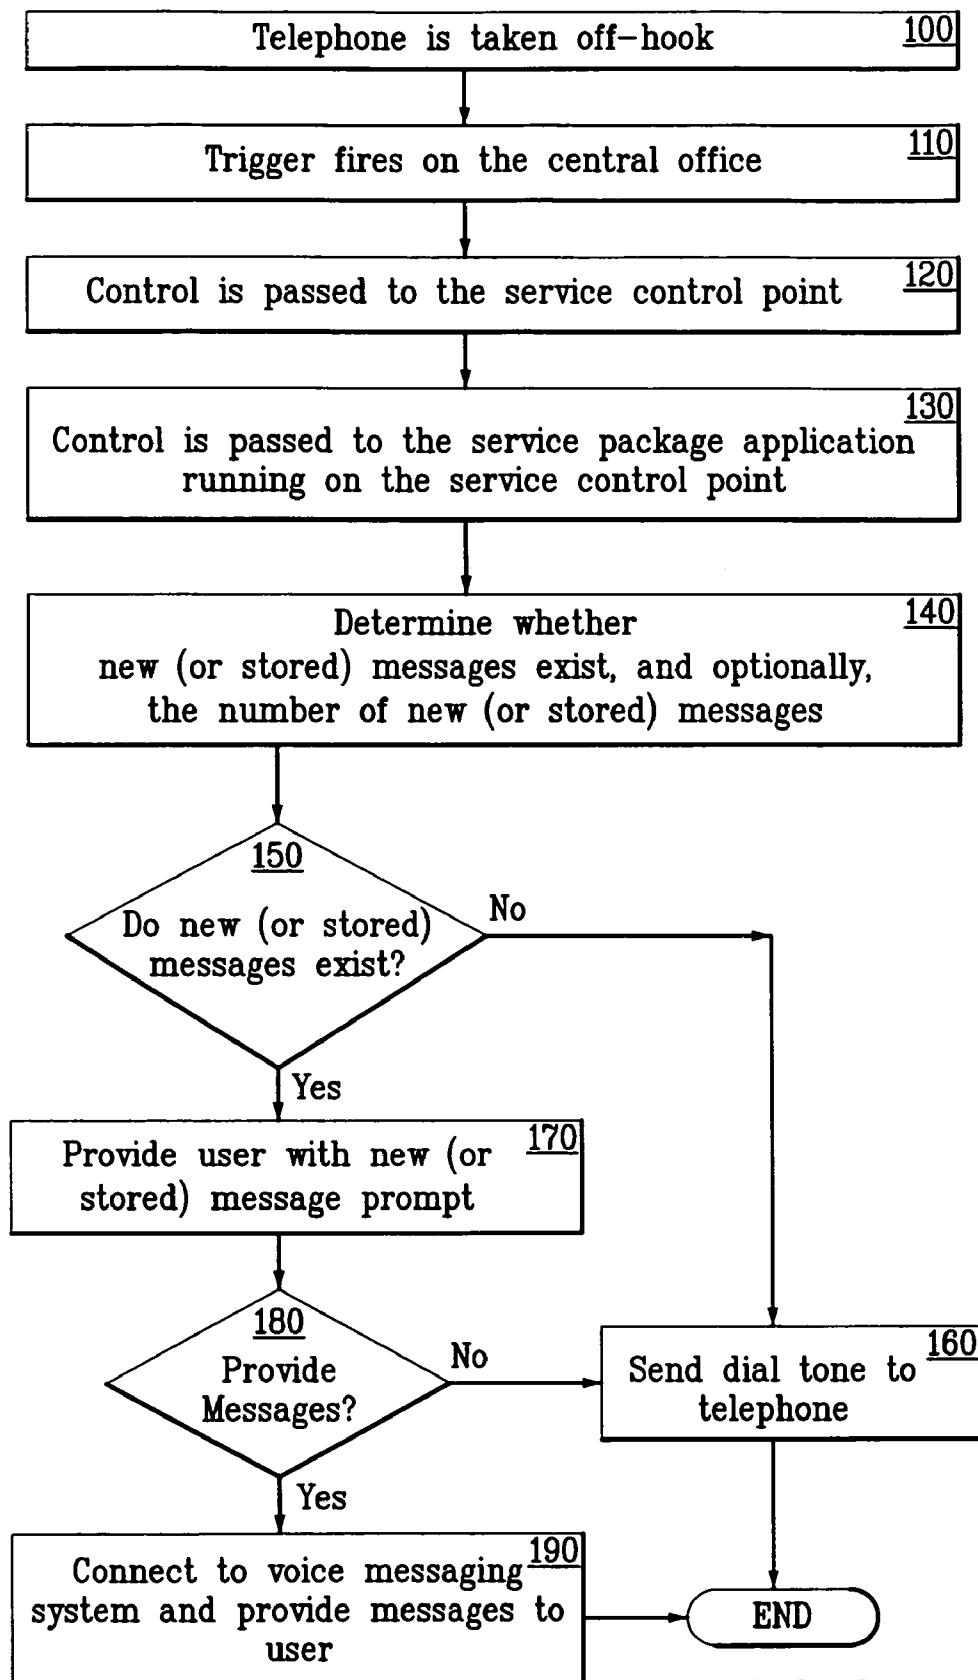 Telephone is taken off-hook
100
Trigger fires on the central office
110
Control is passed to the service control point
120
130
Control is passed to the service package application
running on the service control point
140
Determine whether
new (or stored) messages exist, and optionally,
the number of new (or stored) messages
150
Do new (or stored)
messages exist?
No
Yes
170
Provide user with new (or
stored) message prompt
180
Provide
Messages?
No
Yes
160
Send dial tone to
telephone
190
Connect to voice messaging
system and provide messages to
user
END